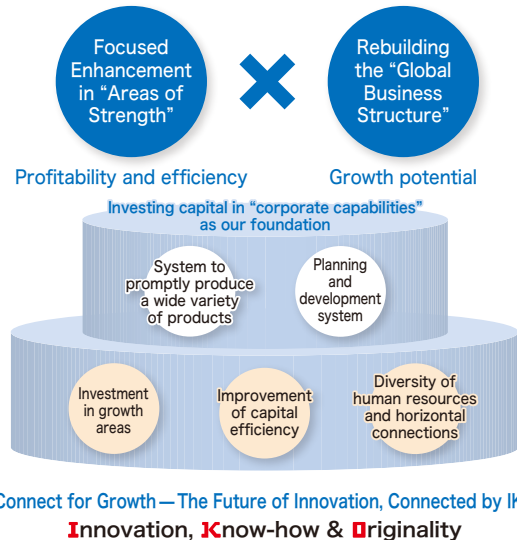 Focused
Enhancement
in “Areas of
Strength”
×
Rebuilding
the “Global
Business
Structure”
Profitability and efficiency
Growth potential
Investing capital in “corporate capabilities”
as our foundation
System to
promptly produce
a wide variety
of products
Planning
and
development
system
Investment
in growth
areas
Improvement
of capital
efficiency
Diversity of
human resources
and horizontal
connections
Connect for Growth — The Future of Innovation, Connected by IK
Innovation, Know-how & Originality